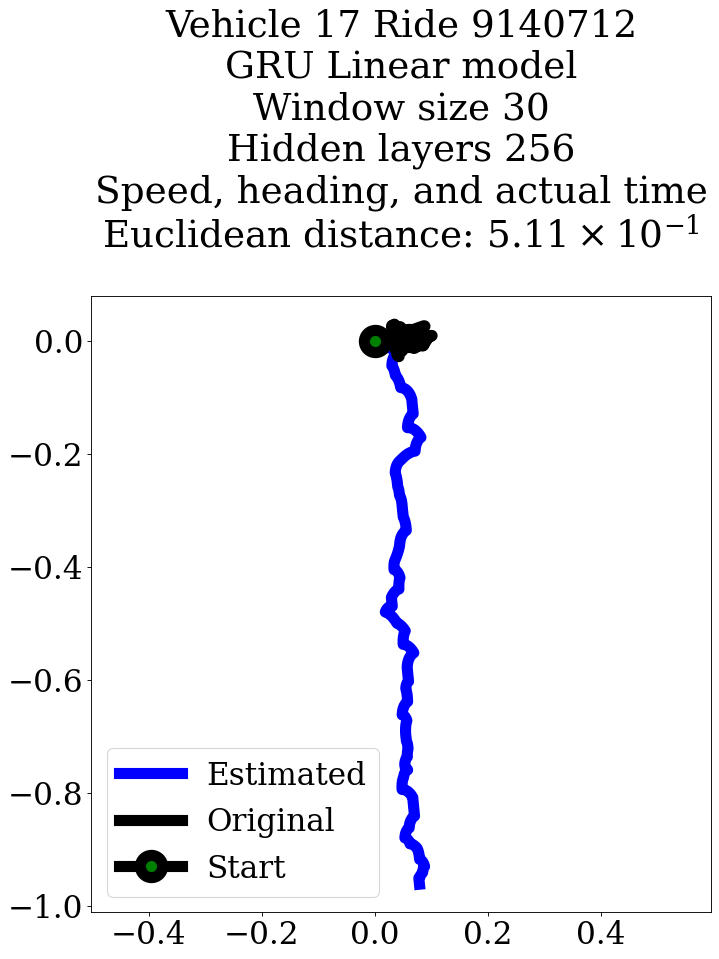 Vehicle 17 Ride 9140712
GRU Linear model
Window size 30
Hidden layers 256
Speed, heading, and actual time
Euclidean distance: 5.11 × 10⁻¹
0.0
−0.2
−0.4
−0.6
−0.8
−1.0
Estimated
Original
Start
−0.4 −0.2 0.0 0.2 0.4